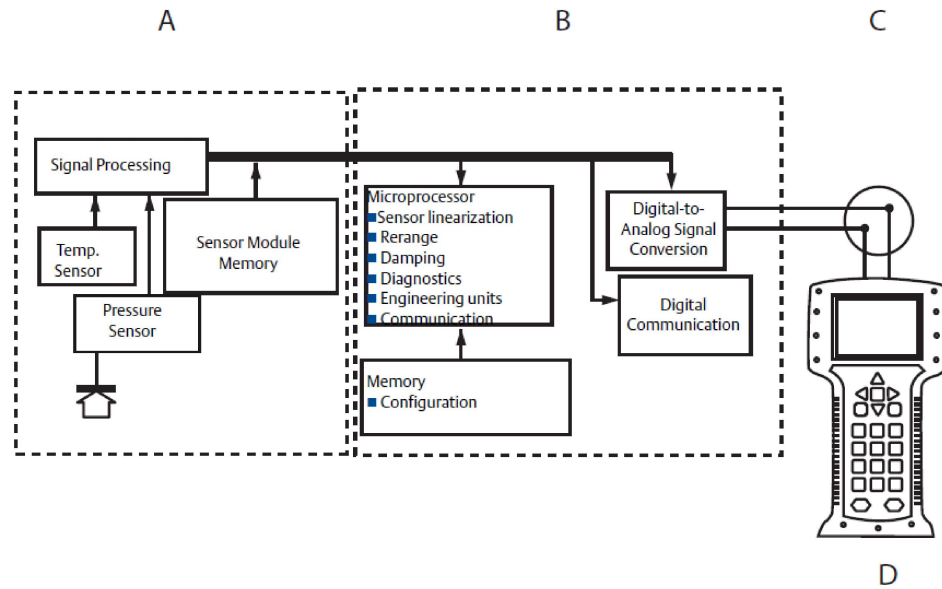 A
B
C
Signal Processing
Temp.
Sensor
Sensor Module
Memory
Pressure
Sensor
Microprocessor
Sensor linearization
Rerange
Damping
Diagnostics
Engineering units
Communication
Memory
Configuration
Digital-to-
Analog Signal
Conversion
Digital
Communication
D